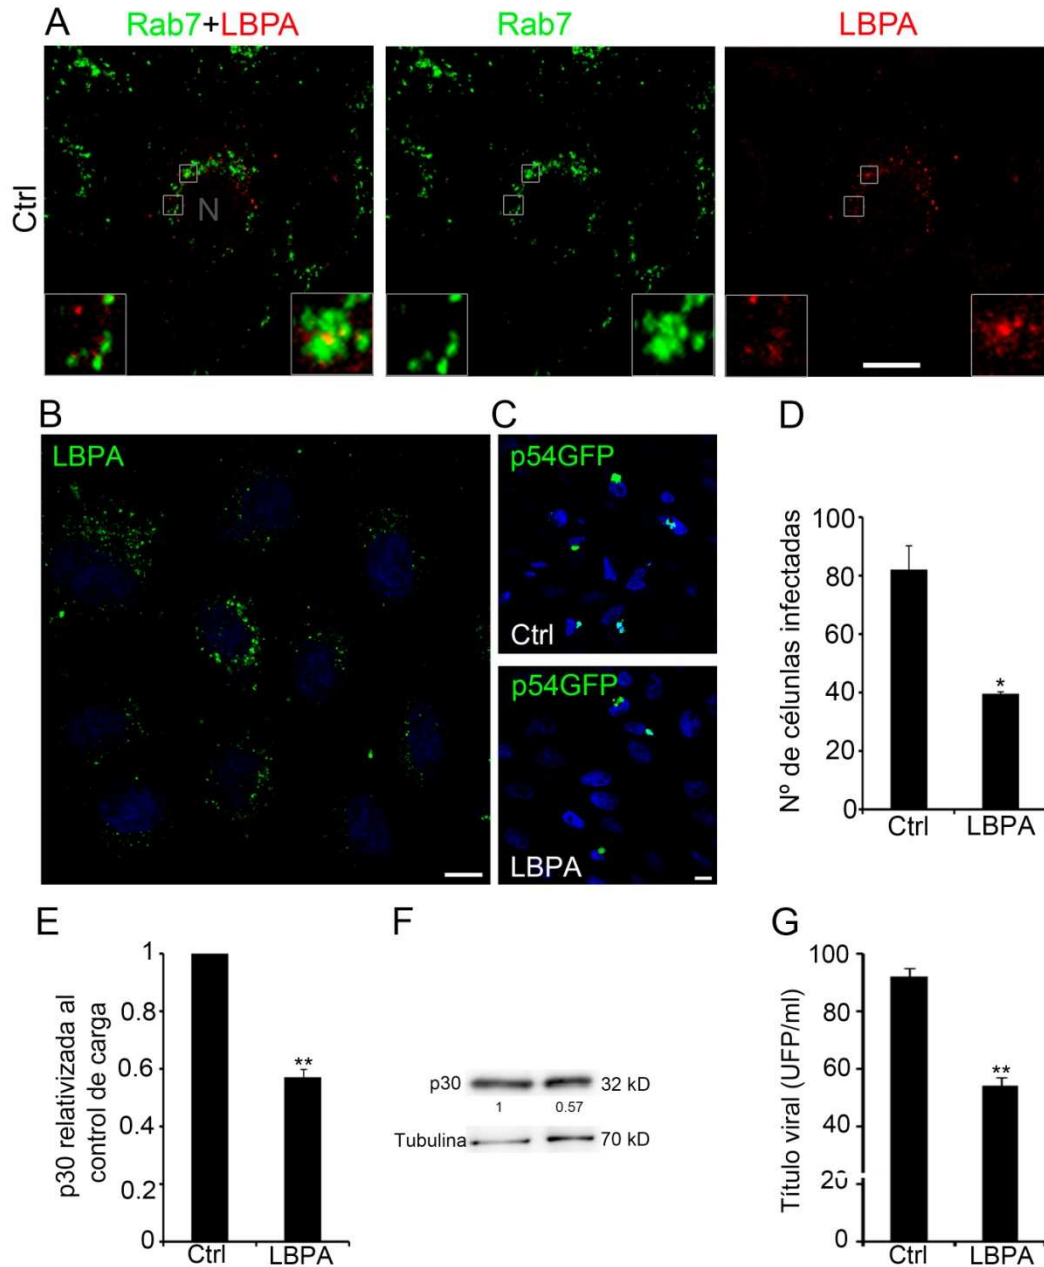 A
Rab7+LBPA
Rab7
LBPA
Ctrl
N
B
LBPA
C
p54GFP
Ctrl
p54GFP
LBPA
D
Nº de célunlas infectadas
100
80
60
40
20
0
*
Ctrl
LBPA
E
p30 relativizada al
control de carga
1
0.8
0.6
0.4
0.2
0
**
Ctrl
LBPA
F
p30
32 kD
1
0.57
Tubulina
70 kD
G
Título viral (UFP/ml)
100
80
60
40
20
0
**
Ctrl
LBPA